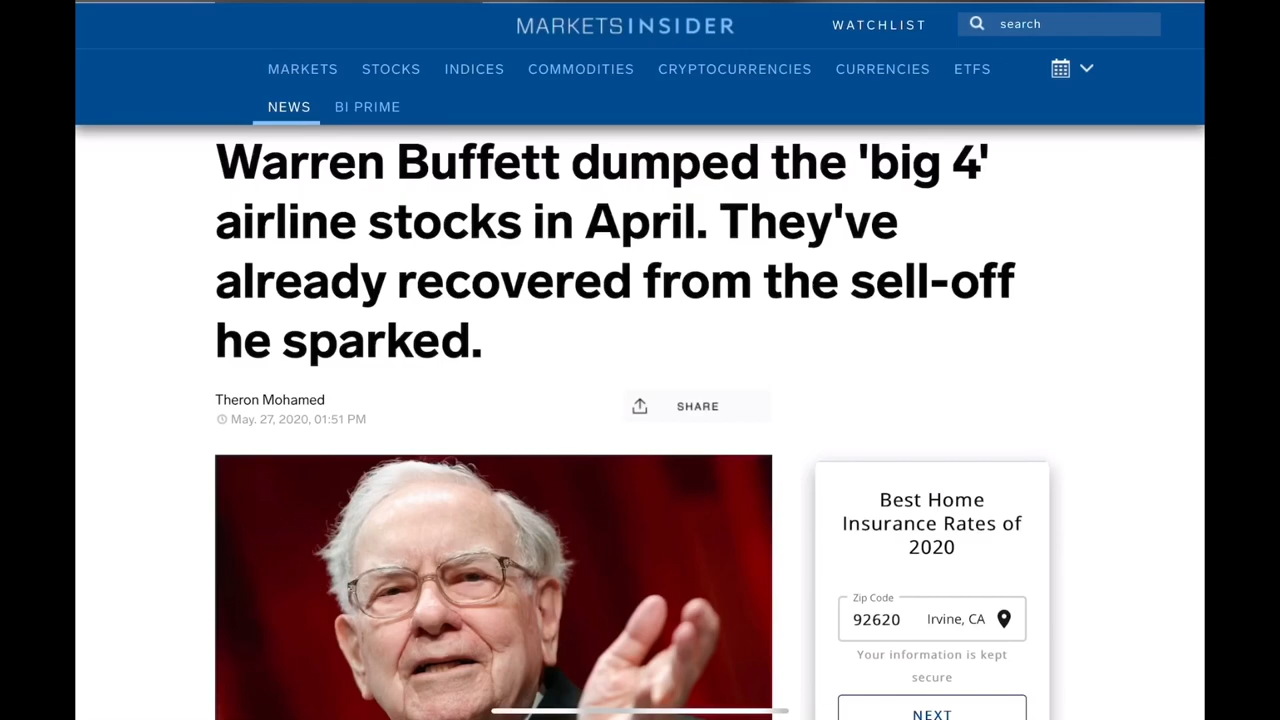 MARKETSINSIDER
WATCHLIST
search
MARKETS STOCKS INDICES COMMODITIES CRYPTOCURRENCIES CURRENCIES ETFS
NEWS BI PRIME
Warren Buffett dumped the 'big 4'
airline stocks in April. They've
already recovered from the sell-off
he sparked.
Theron Mohamed
May. 27, 2020, 01:51 PM
SHARE
Best Home
Insurance Rates of
2020
Zip Code
92620 Irvine, CA
Your information is kept
secure
NEXT